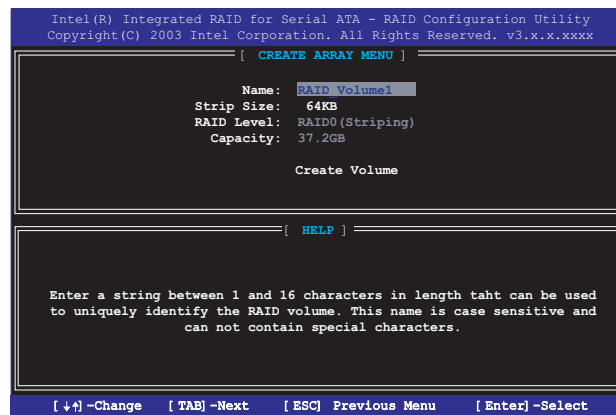 Intel(R) Integrated RAID for Serial ATA - RAID Configuration Utility
Copyright(C) 2003 Intel Corporation. All Rights Reserved. v3.x.x.xxxx
[ CREATE ARRAY MENU ]
Name: RAID_Volume1
Strip Size: 64KB
RAID Level: RAID0(Striping)
Capacity: 37.2GB
Create Volume
[ HELP ]
Enter a string between 1 and 16 characters in length taht can be used
to uniquely identify the RAID volume. This name is case sensitive and
can not contain special characters.
[↓↑]-Change [TAB]-Next [ESC] Previous Menu [Enter]-Select